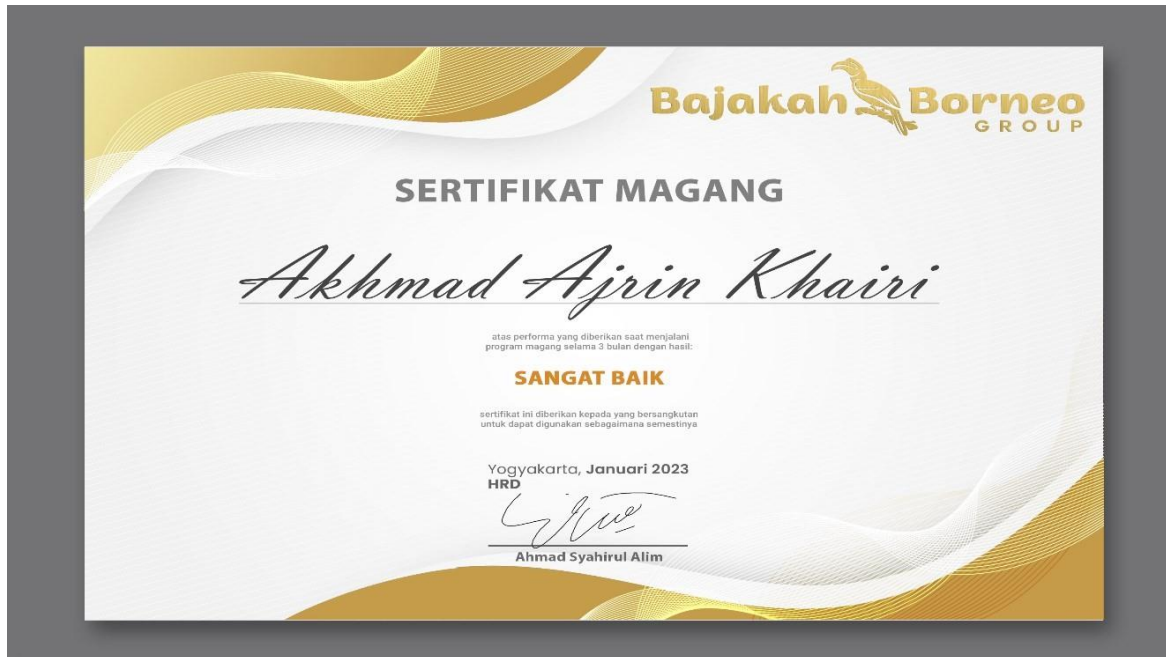 Bajakah Borneo
GROUP
SERTIFIKAT MAGANG
Akhmad Ajrin Khairi
atas performa yang diberikan saat menjalani
program magang selama 3 bulan dengan hasil:
SANGAT BAIK
sertifikat ini diberikan kepada yang bersangkutan
untuk dapat digunakan sebagaimana semestinya
Yogyakarta, Januari 2023
HRD
Ahmad Syahirul Alim